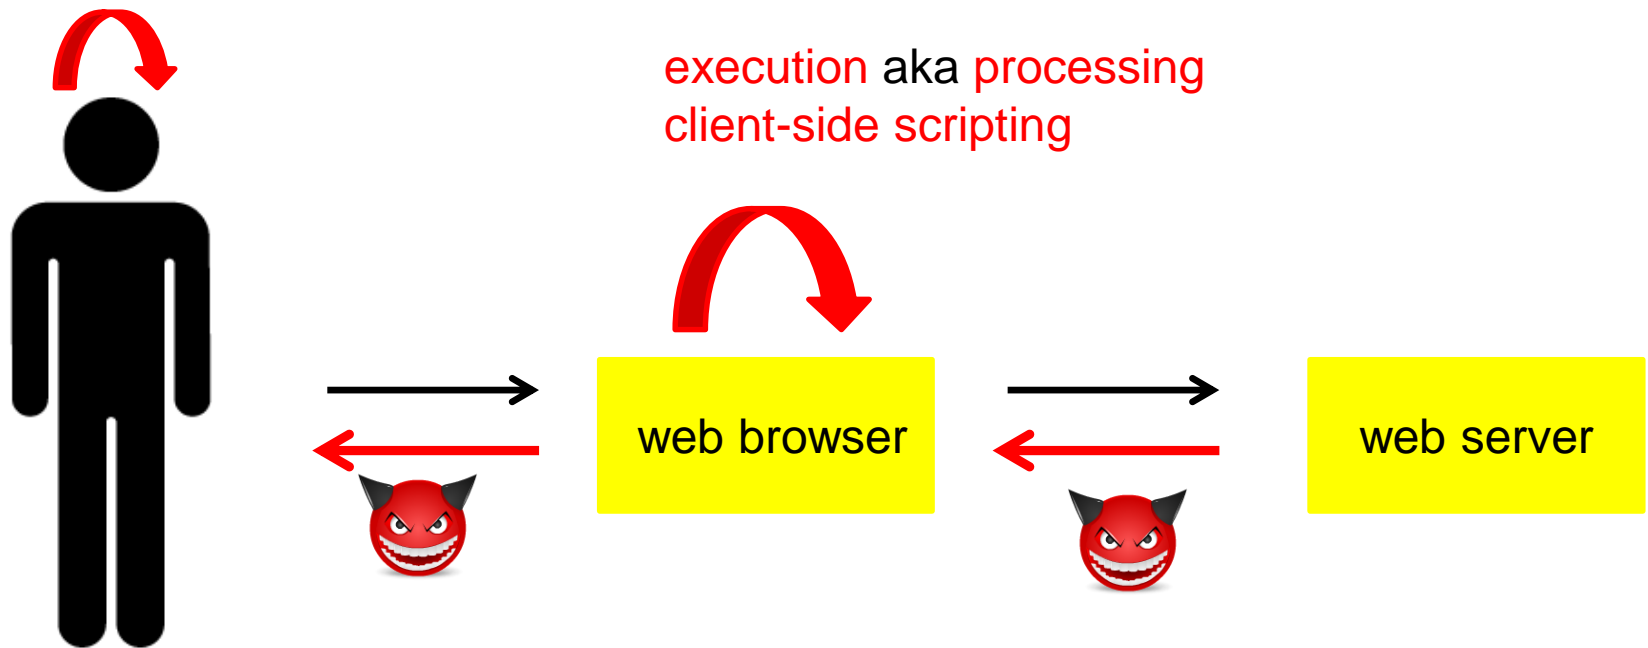 execution aka processing
client-side scripting
web browser
web server